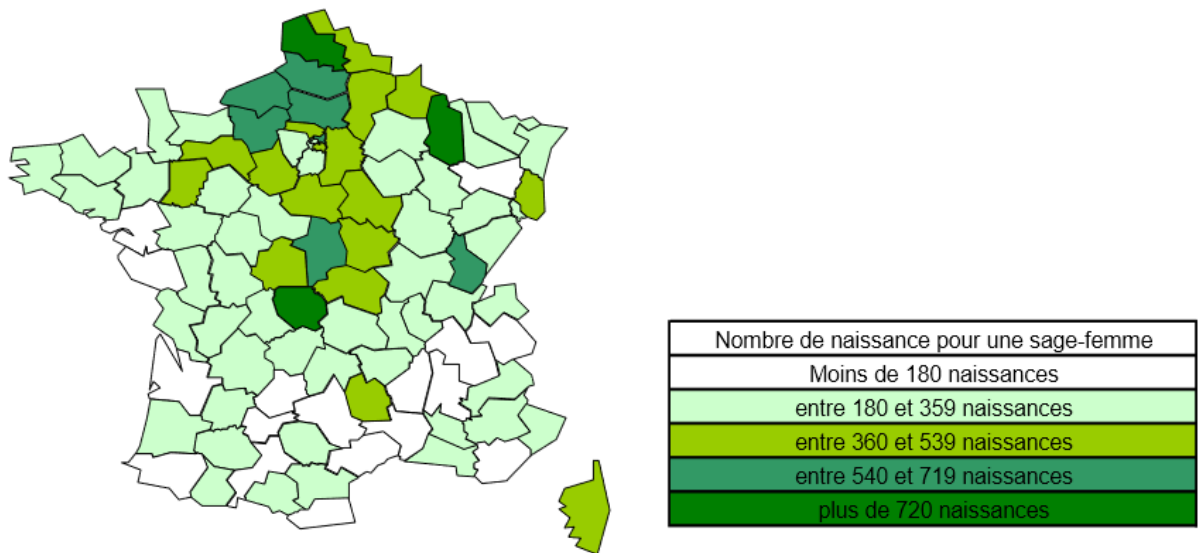 Nombre de naissance pour une sage-femme
Moins de 180 naissances
entre 180 et 359 naissances
entre 360 et 539 naissances
entre 540 et 719 naissances
plus de 720 naissances